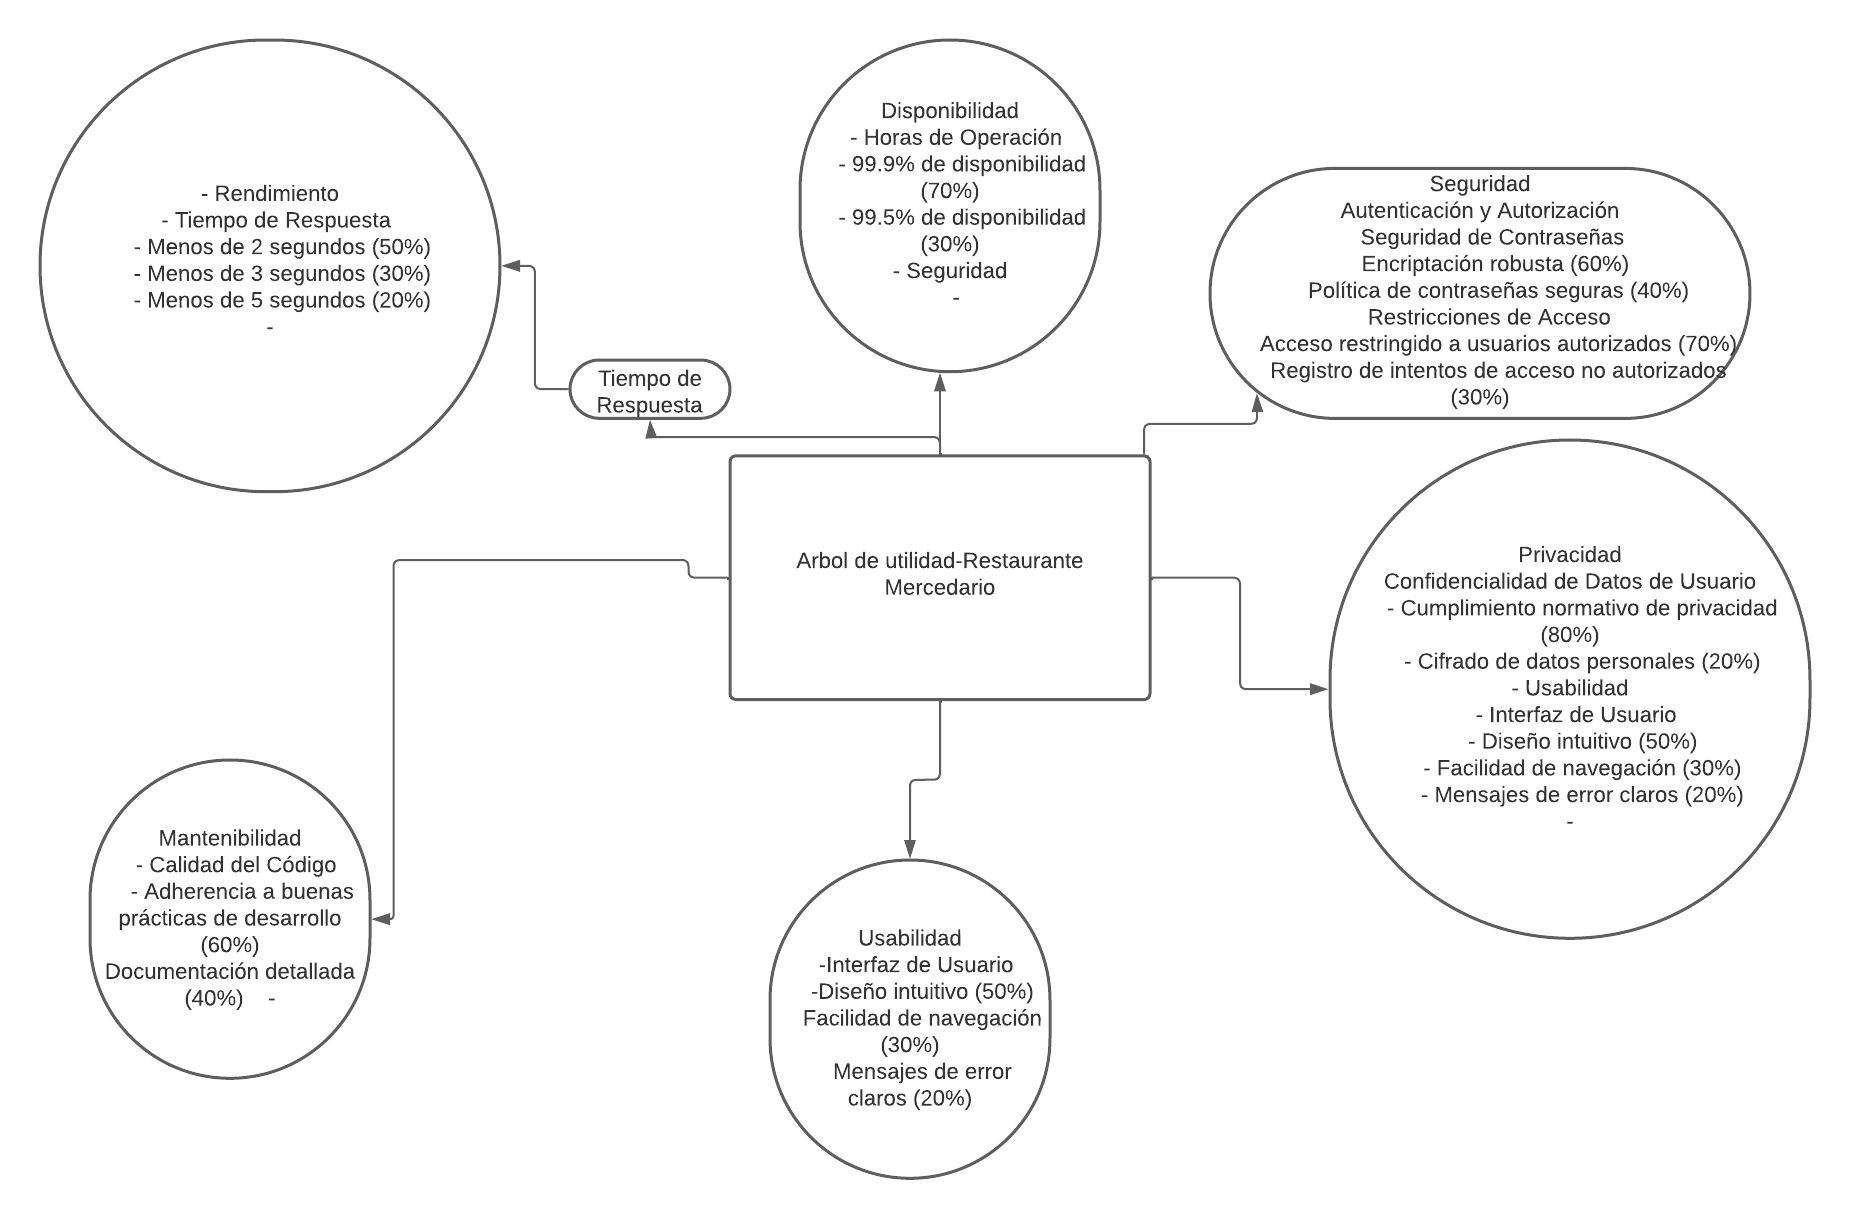 - Rendimiento
- Tiempo de Respuesta
- Menos de 2 segundos (50%)
- Menos de 3 segundos (30%)
- Menos de 5 segundos (20%)
-
Tiempo de
Respuesta
Disponibilidad
- Horas de Operación
- 99.9% de disponibilidad
(70%)
- 99.5% de disponibilidad
(30%)
- Seguridad
-
Seguridad
Autenticación y Autorización
Seguridad de Contraseñas
Encriptación robusta (60%)
Política de contraseñas seguras (40%)
Restricciones de Acceso
Acceso restringido a usuarios autorizados (70%)
Registro de intentos de acceso no autorizados
(30%)
Arbol de utilidad-Restaurante
Mercedario
Privacidad
Confidencialidad de Datos de Usuario
- Cumplimiento normativo de privacidad
(80%)
- Cifrado de datos personales (20%)
- Usabilidad
- Interfaz de Usuario
- Diseño intuitivo (50%)
- Facilidad de navegación (30%)
- Mensajes de error claros (20%)
-
Mantenibilidad
- Calidad del Código
- Adherencia a buenas
prácticas de desarrollo
(60%)
Documentación detallada
(40%) -
Usabilidad
-Interfaz de Usuario
-Diseño intuitivo (50%)
Facilidad de navegación
(30%)
Mensajes de error
claros (20%)